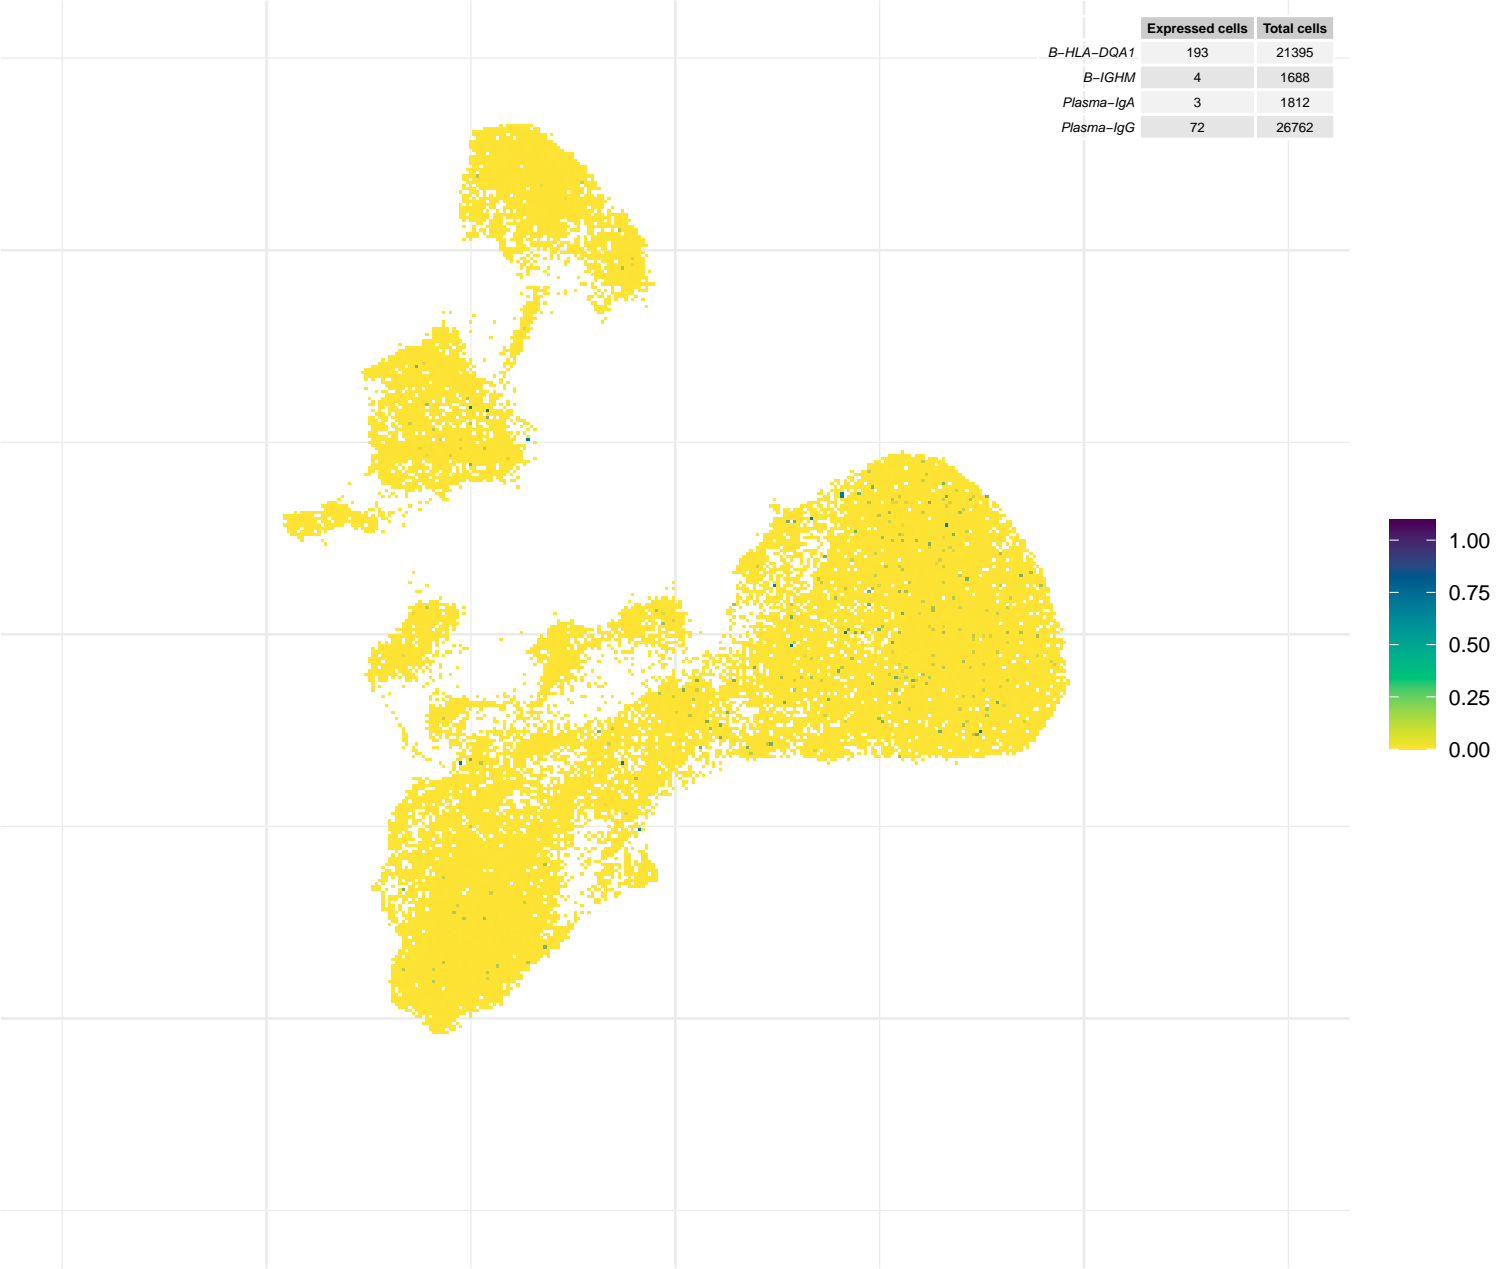 Expressed cells Total cells
B−HLA−DQA1 193 21395
B−IGHM 4 1688
Plasma−IgA 3 1812
Plasma−IgG 72 26762
1.00
0.75
0.50
0.25
0.00